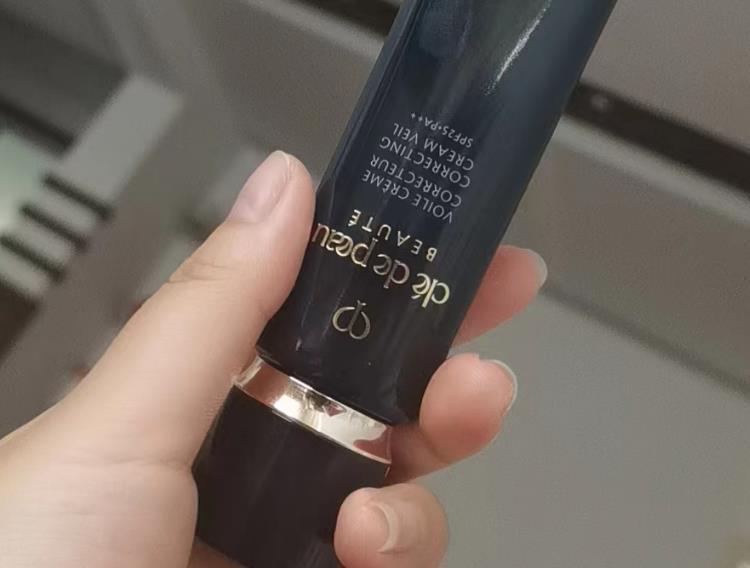 clé de peau
BEAUTÉ
VOILE CRÈME
CORRECTEUR
CORRECTING
CREAM VEIL
SPF25・PA++